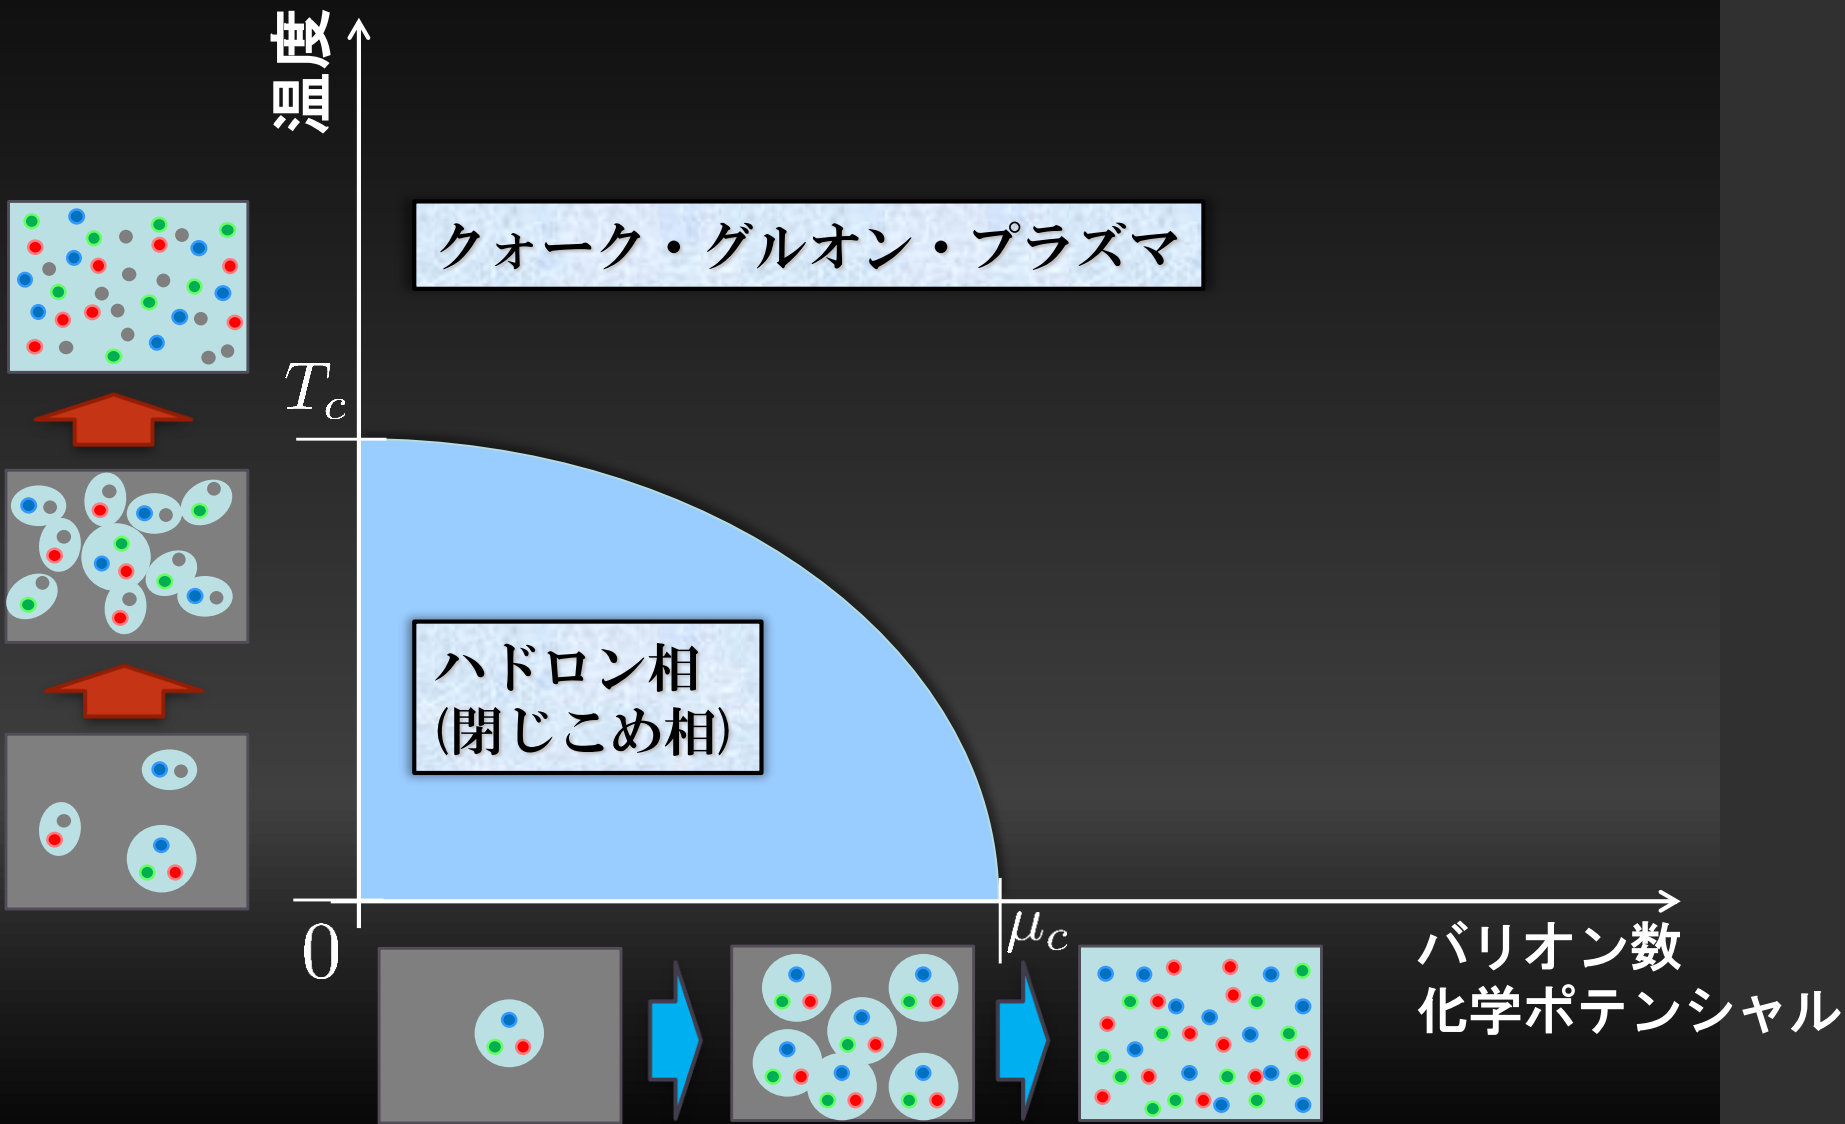 温度
クォーク・グルオン・プラズマ
T_c
ハドロン相
(閉じこめ相)
0
μ_c
バリオン数
化学ポテンシャル